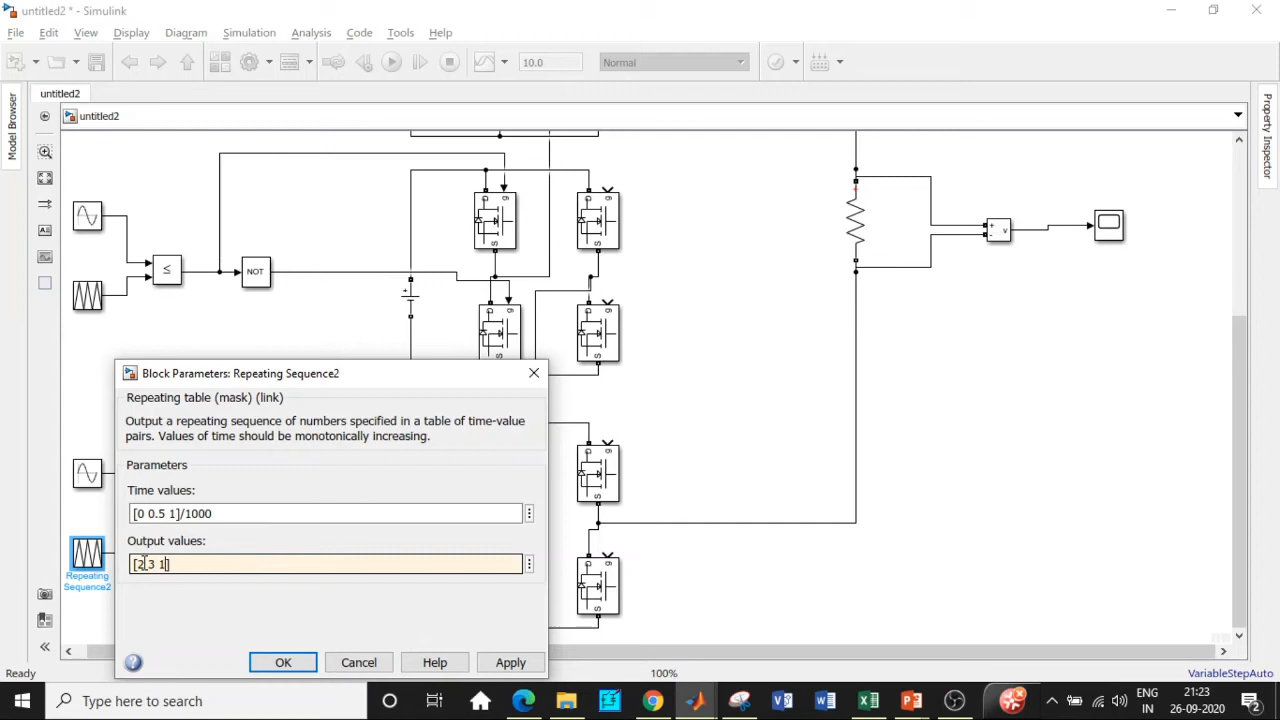 untitled2 * - Simulink
File Edit View Display Diagram Simulation Analysis Code Tools Help
10.0
Normal
untitled2
untitled2
Model Browser
Property Inspector
≤
NOT
D g
S
D g
S
D g
S
D g
S
+
+
-
v
Block Parameters: Repeating Sequence2
Repeating table (mask) (link)
Output a repeating sequence of numbers specified in a table of time-value
pairs. Values of time should be monotonically increasing.
Parameters
Time values:
[0 0.5 1]/1000
Output values:
[2 3 1]
OK Cancel Help Apply
Repeating
Sequence2
D g
S
D g
S
Ready
100%
VariableStepAuto
Type here to search
ENG
IN
21:23
26-09-2020
2